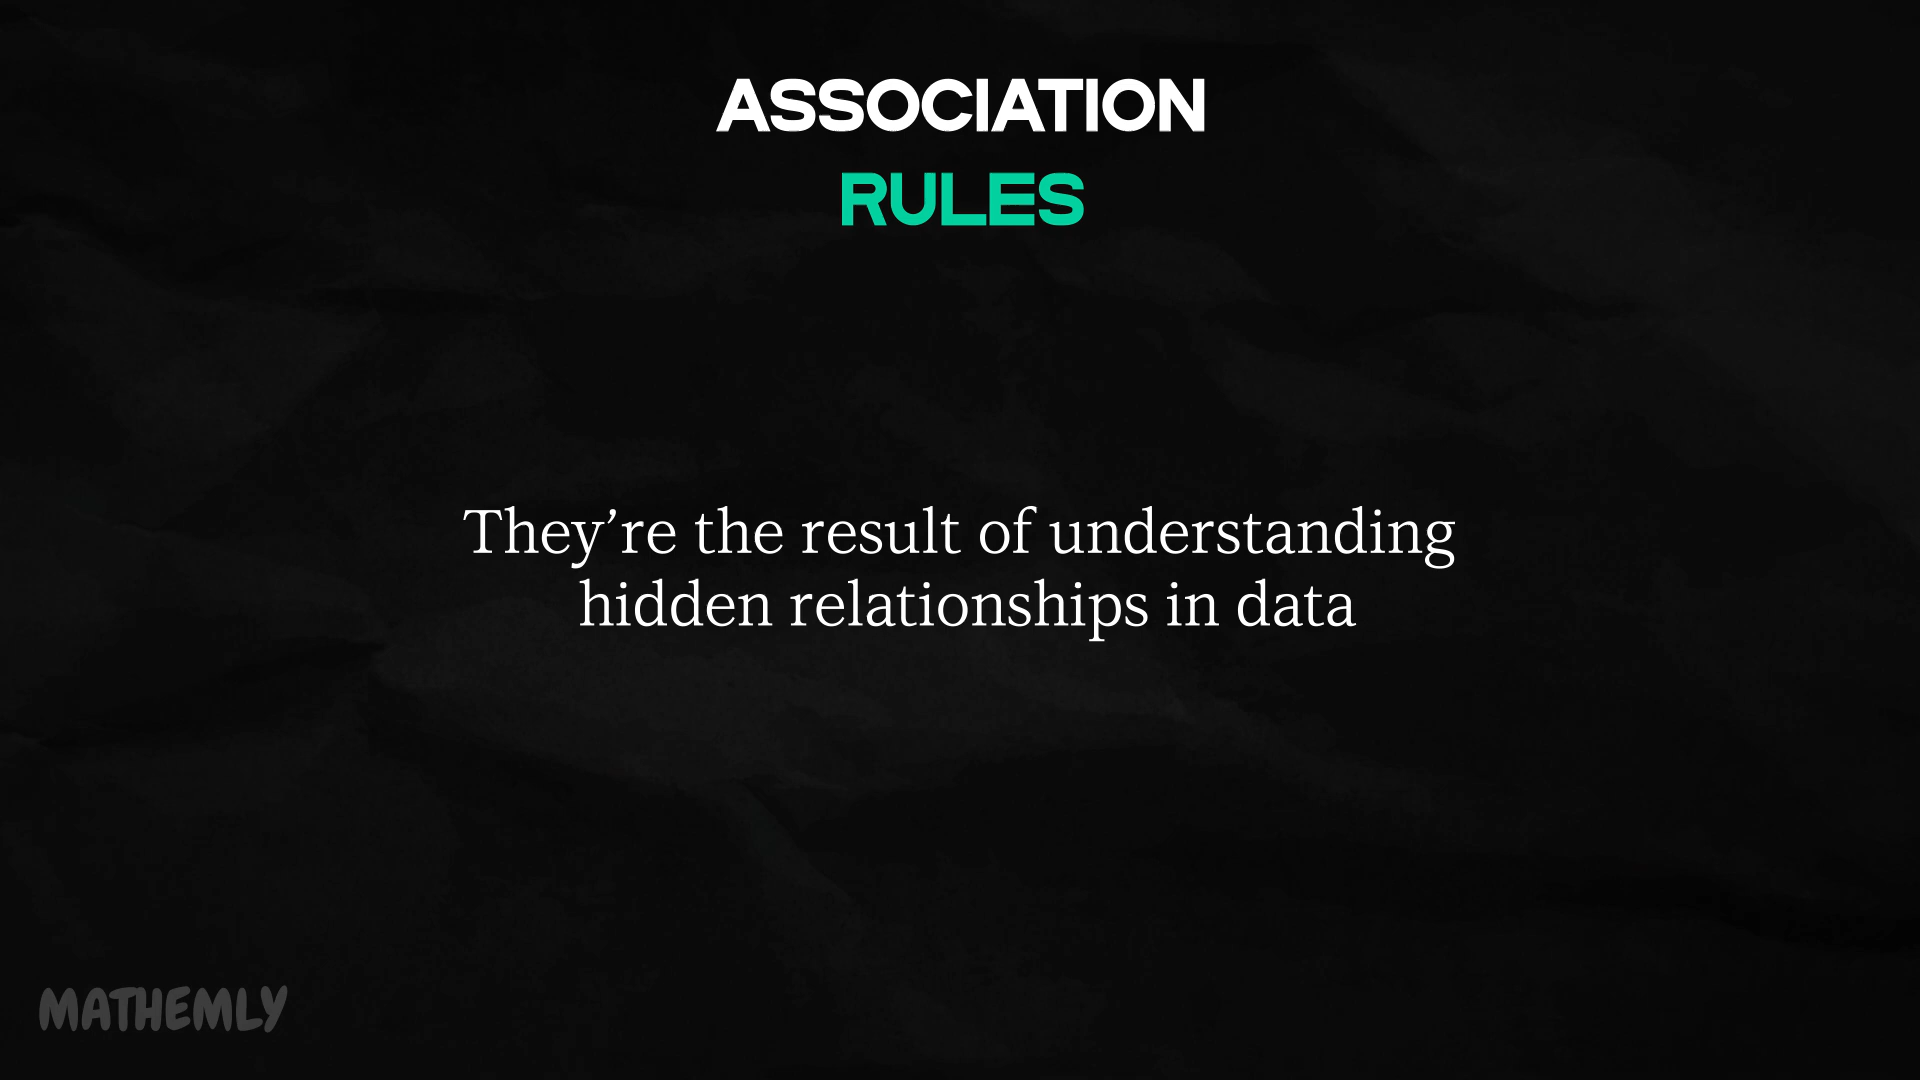 ASSOCIATION
RULES
They’re the result of understanding
hidden relationships in data
MATHEMLY